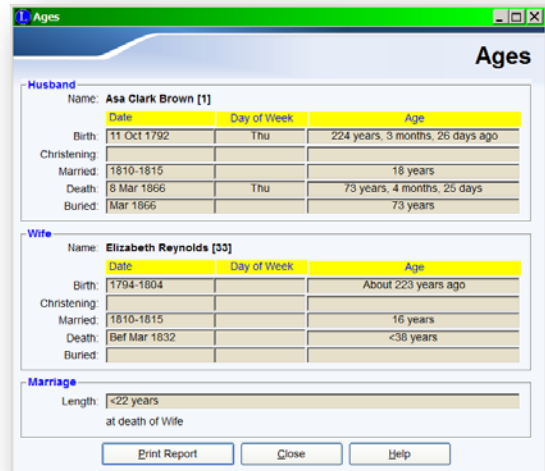 Ages
Ages
Husband
Name: Asa Clark Brown [1]
Date Day of Week Age
Birth: 11 Oct 1792 Thu 224 years, 3 months, 26 days ago
Christening:
Married: 1810-1815 18 years
Death: 8 Mar 1866 Thu 73 years, 4 months, 25 days
Buried: Mar 1866 73 years
Wife
Name: Elizabeth Reynolds [33]
Date Day of Week Age
Birth: 1794-1804 About 223 years ago
Christening:
Married: 1810-1815 16 years
Death: Bef Mar 1832 <38 years
Buried:
Marriage
Length: <22 years
at death of Wife
Print Report Close Help